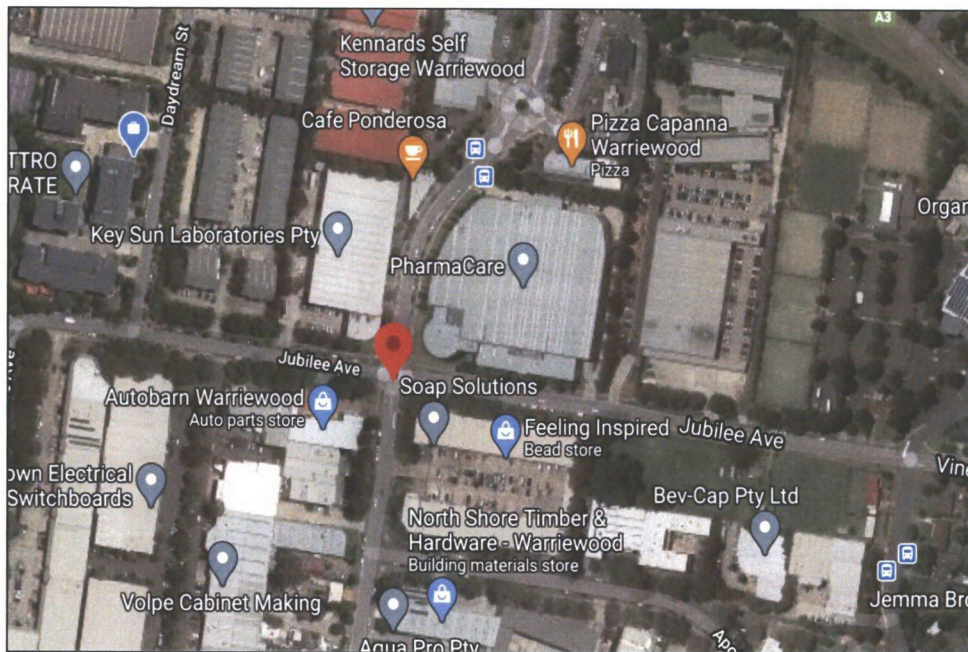 A3
Daydream St
Kennards Self
Storage Warriewood
Cafe Ponderosa
Pizza Capanna
Warriewood
Pizza
TTRO
RATE
Organ
Key Sun Laboratories Pty
PharmaCare
Jubilee Ave
Soap Solutions
Autobarn Warriewood
Auto parts store
Feeling Inspired
Bead store
Jubilee Ave
Vine
own Electrical
Switchboards
Bev-Cap Pty Ltd
North Shore Timber &
Hardware - Warriewood
Building materials store
Volpe Cabinet Making
Jemma Bro
Aqua Pro Pty
Apo